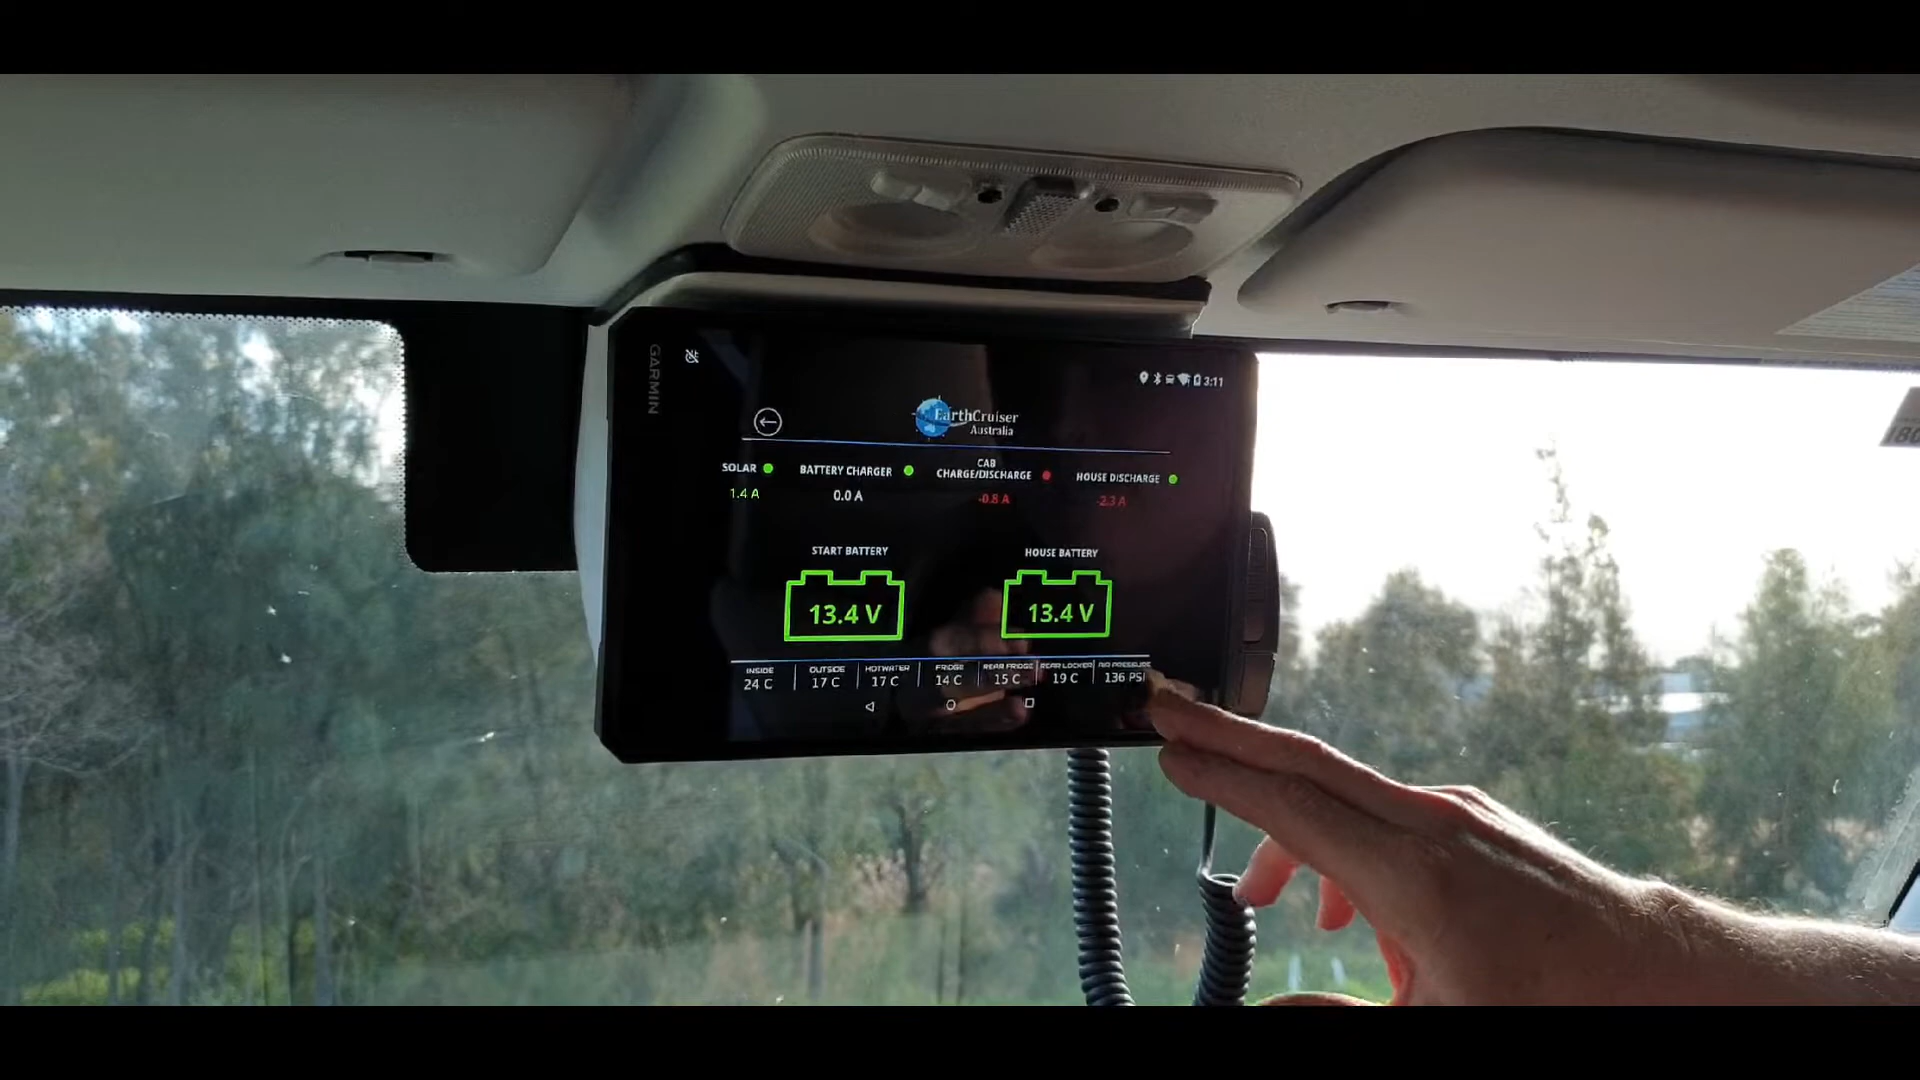 GARMIN
3:11
EarthCruiser
Australia
SOLAR
1.4 A
BATTERY CHARGER
0.0 A
CAB
CHARGE/DISCHARGE
-0.8 A
HOUSE DISCHARGE
-2.3 A
START BATTERY
13.4 V
HOUSE BATTERY
13.4 V
INSIDE
24 C
OUTSIDE
17 C
HOTWATER
17 C
FRIDGE
14 C
REAR FRIDGE
15 C
REAR LOCKER
19 C
AIR PRESSURE
136 PSI